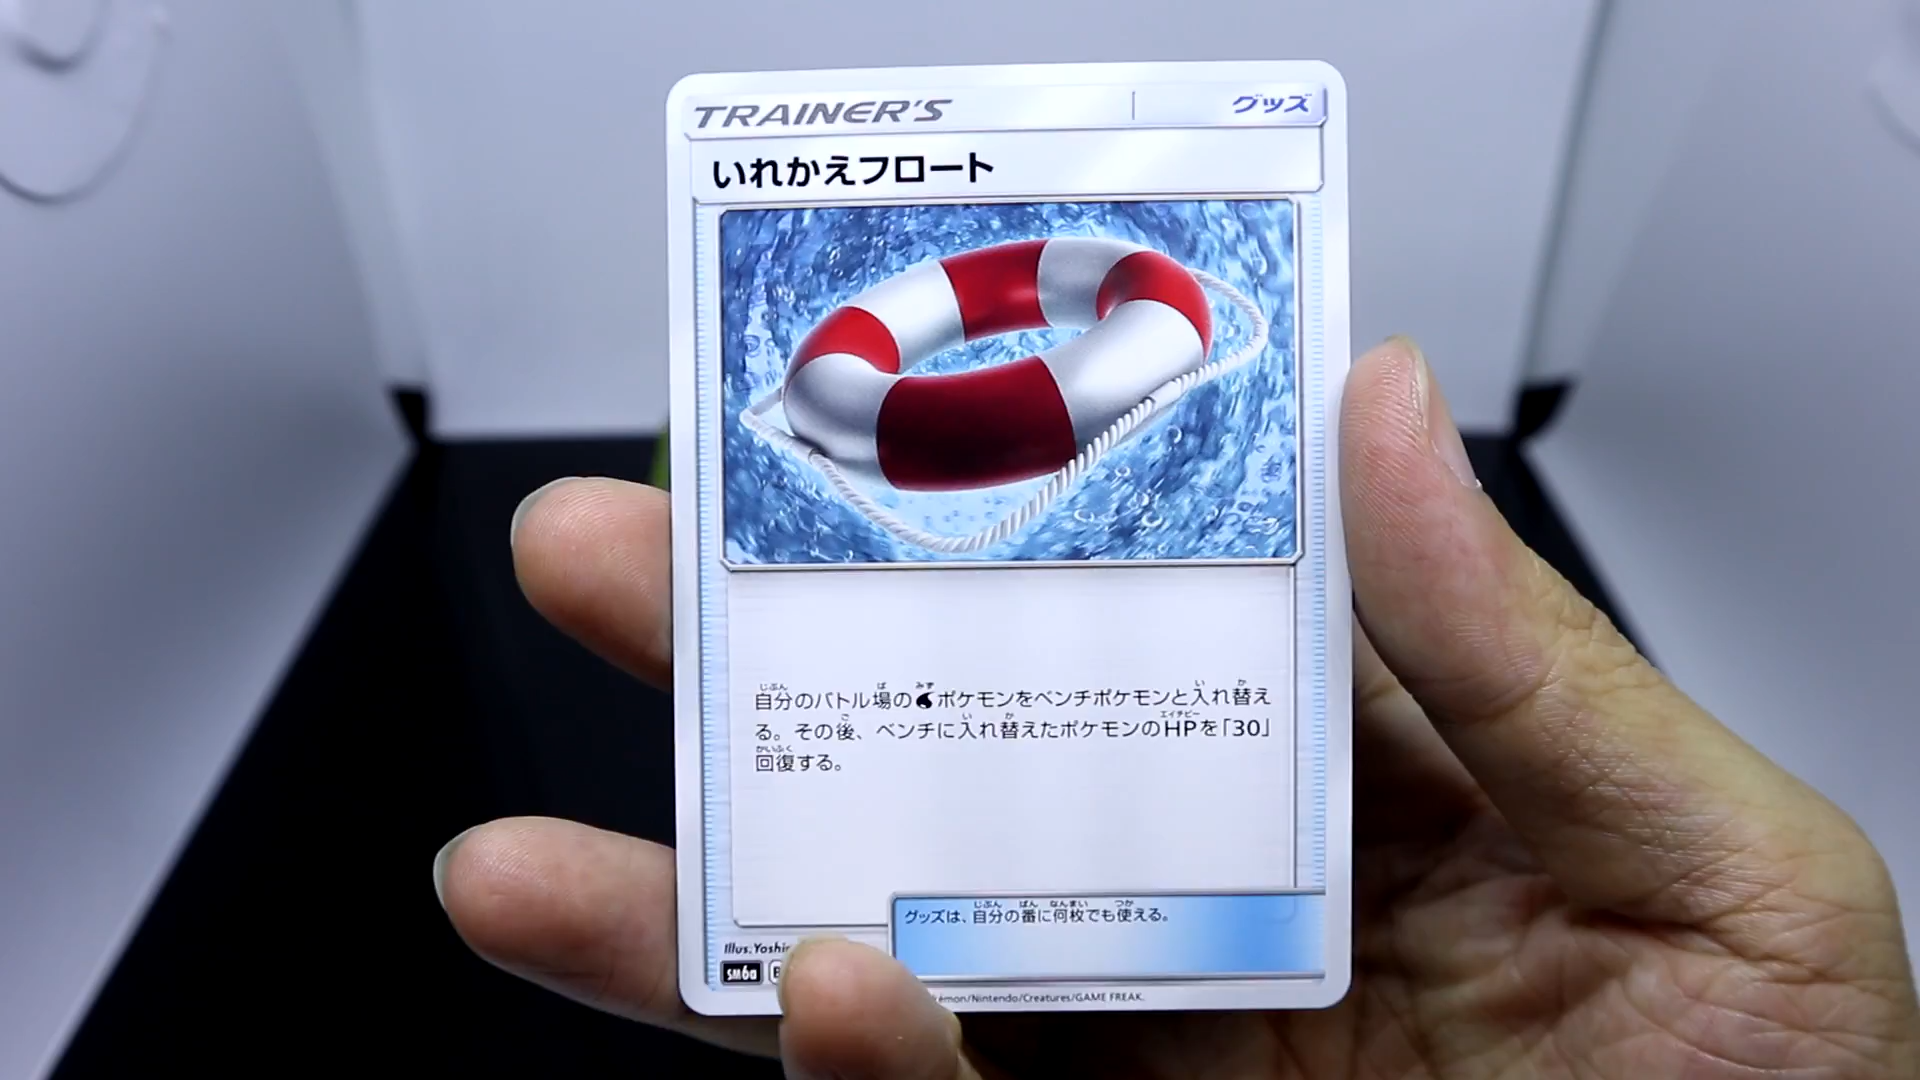 TRAINER'S グッズ
いれかえフロート
自分のバトル場のポケモンをベンチポケモンと入れ替え
る。その後、ベンチに入れ替えたポケモンのHPを「30」
回復する。
グッズは、自分の番に何枚でも使える。
Illus.
SM6a
/Nintendo/Creatures/GAME FREAK.